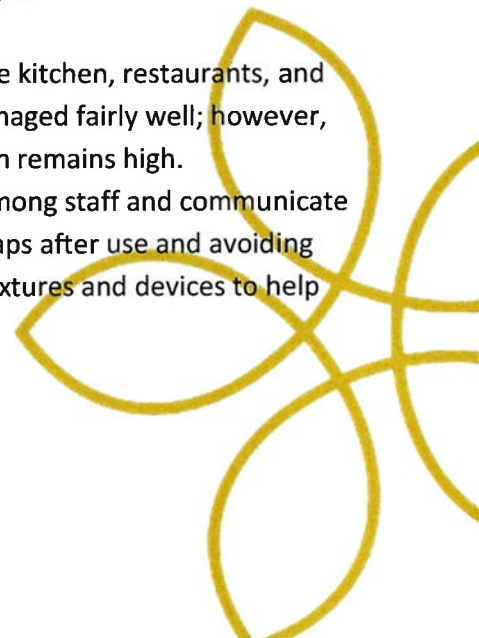 e kitchen, restaurants, and
naged fairly well; however,
n remains high.
mong staff and communicate
aps after use and avoiding
xtures and devices to help